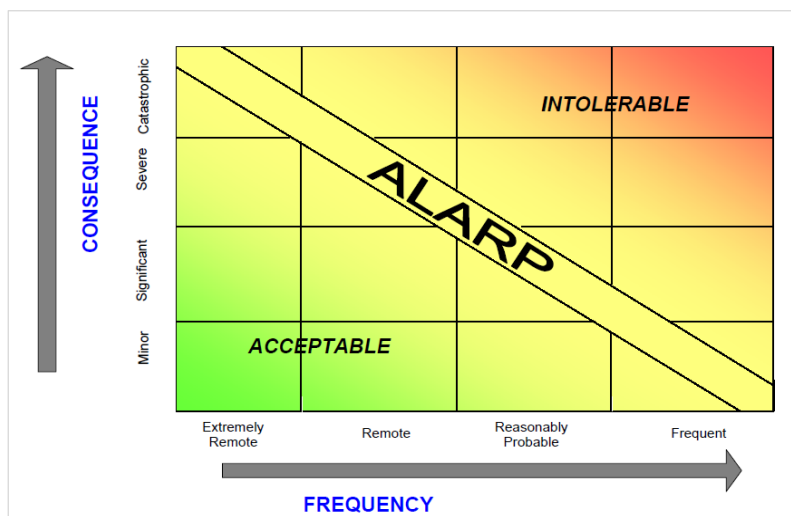 CONSEQUENCE
Catastrophic
Severe
Significant
Minor
INTOLERABLE
ALARP
ACCEPTABLE
Extremely
Remote
Remote
Reasonably
Probable
Frequent
FREQUENCY